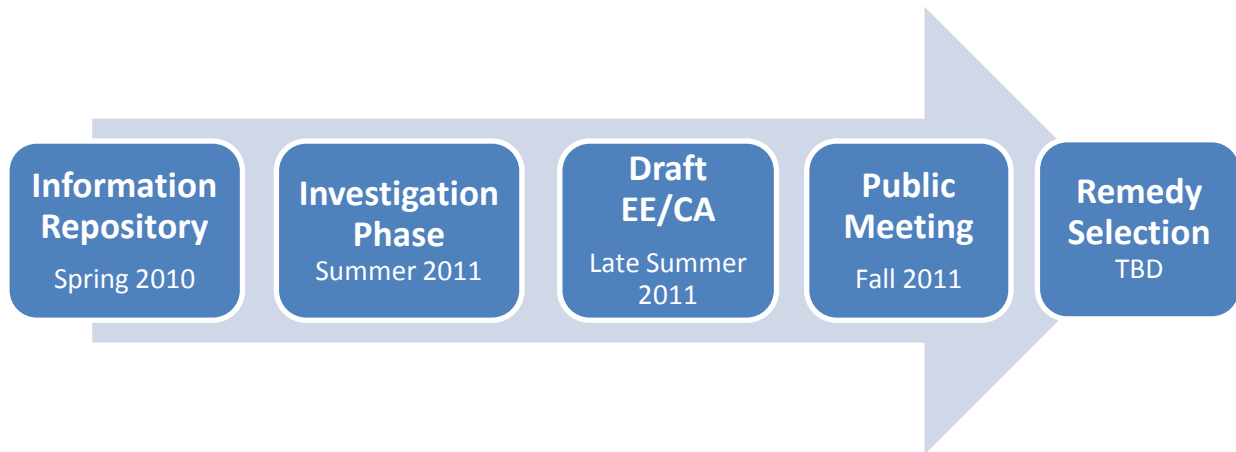 Information
Repository
Spring 2010
Investigation
Phase
Summer 2011
Draft
EE/CA
Late Summer
2011
Public
Meeting
Fall 2011
Remedy
Selection
TBD